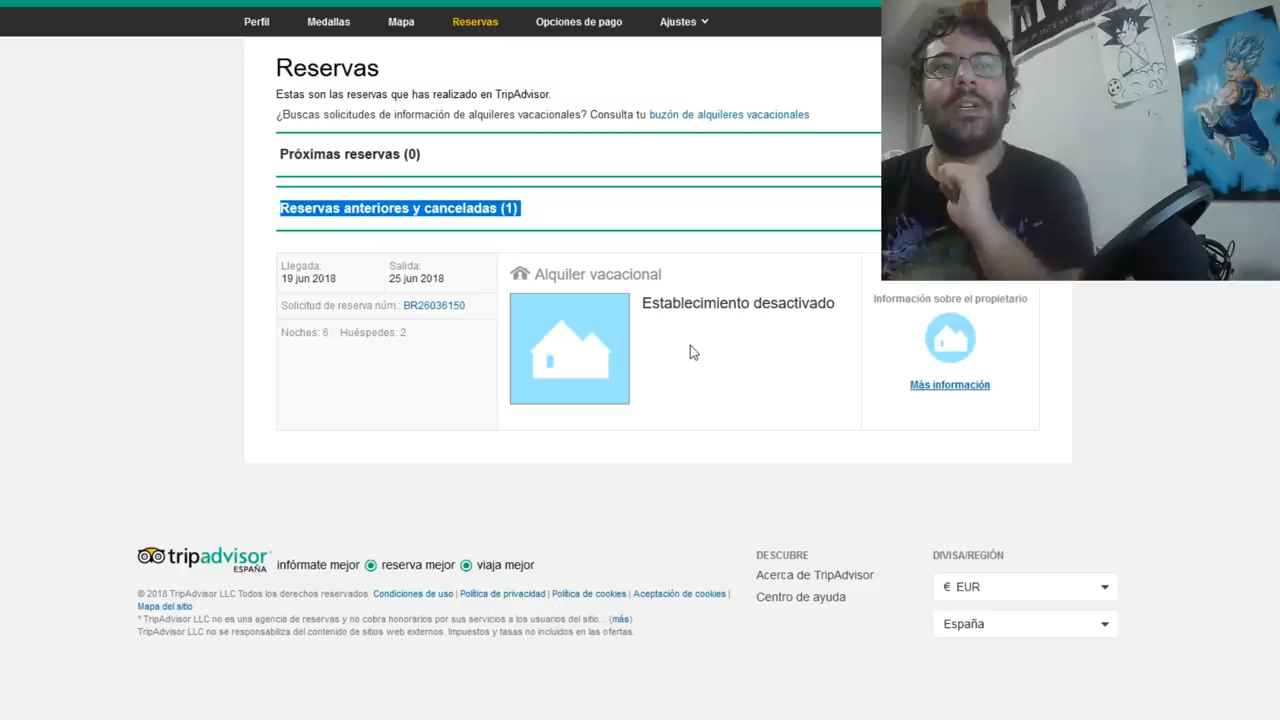 Perfil Medallas Mapa Reservas Opciones de pago Ajustes
Reservas
Estas son las reservas que has realizado en TripAdvisor.
¿Buscas solicitudes de información de alquileres vacacionales? Consulta tu buzón de alquileres vacacionales
Próximas reservas (0)
Reservas anteriores y canceladas (1)
Llegada: Salida:
19 jun 2018 25 jun 2018
Solicitud de reserva núm.: BR26036150
Noches: 6 Huéspedes: 2
Alquiler vacacional
Establecimiento desactivado
Información sobre el propietario
Más información
tripadvisor
ESPAÑA
infórmate mejor reserva mejor viaja mejor
© 2018 TripAdvisor LLC Todos los derechos reservados. Condiciones de uso | Política de privacidad | Política de cookies | Aceptación de cookies |
Mapa del sitio
* TripAdvisor LLC no es una agencia de reservas y no cobra honorarios por sus servicios a los usuarios del sitio... (más)
TripAdvisor LLC no se responsabiliza del contenido de sitios web externos. Impuestos y tasas no incluidos en las ofertas.
DESCUBRE
Acerca de TripAdvisor
Centro de ayuda
DIVISA/REGIÓN
€ EUR
España